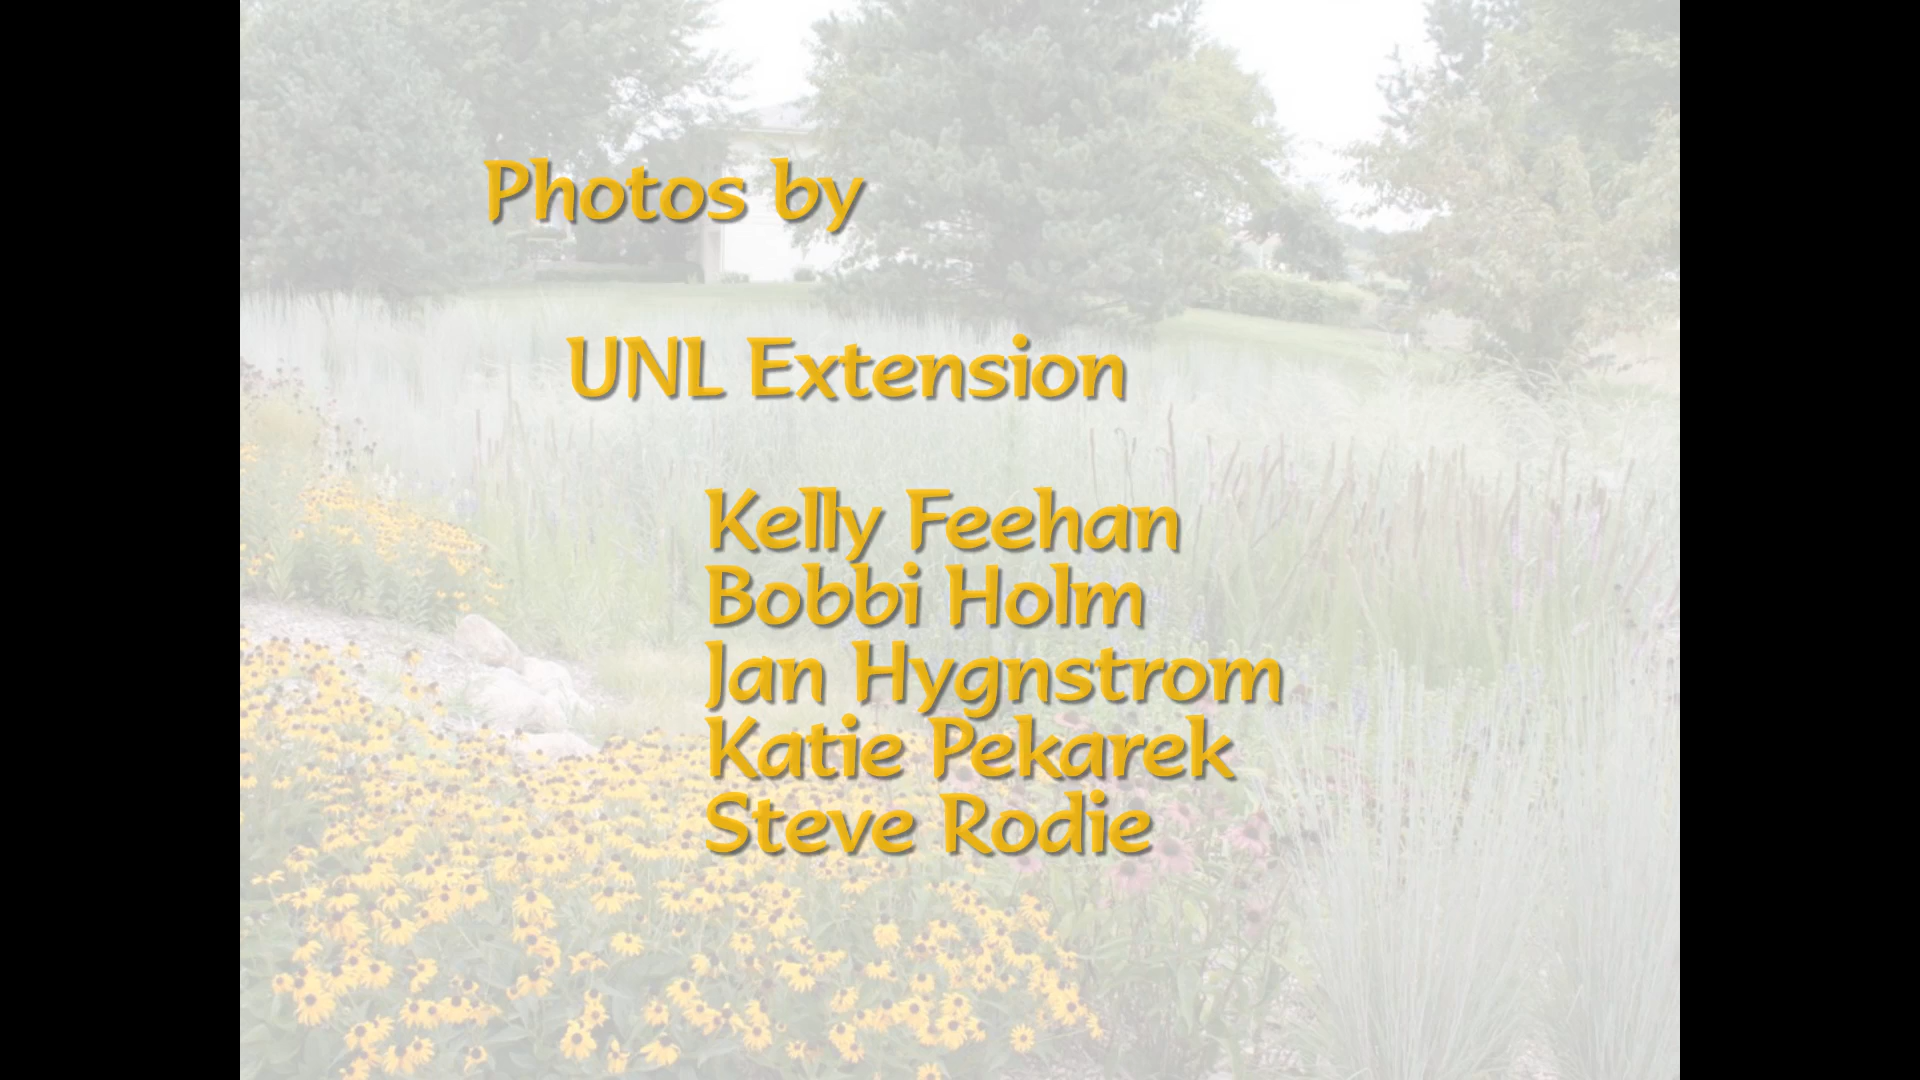 Photos by
UNL Extension
Kelly Feehan
Bobbi Holm
Jan Hygnstrom
Katie Pekarek
Steve Rodie